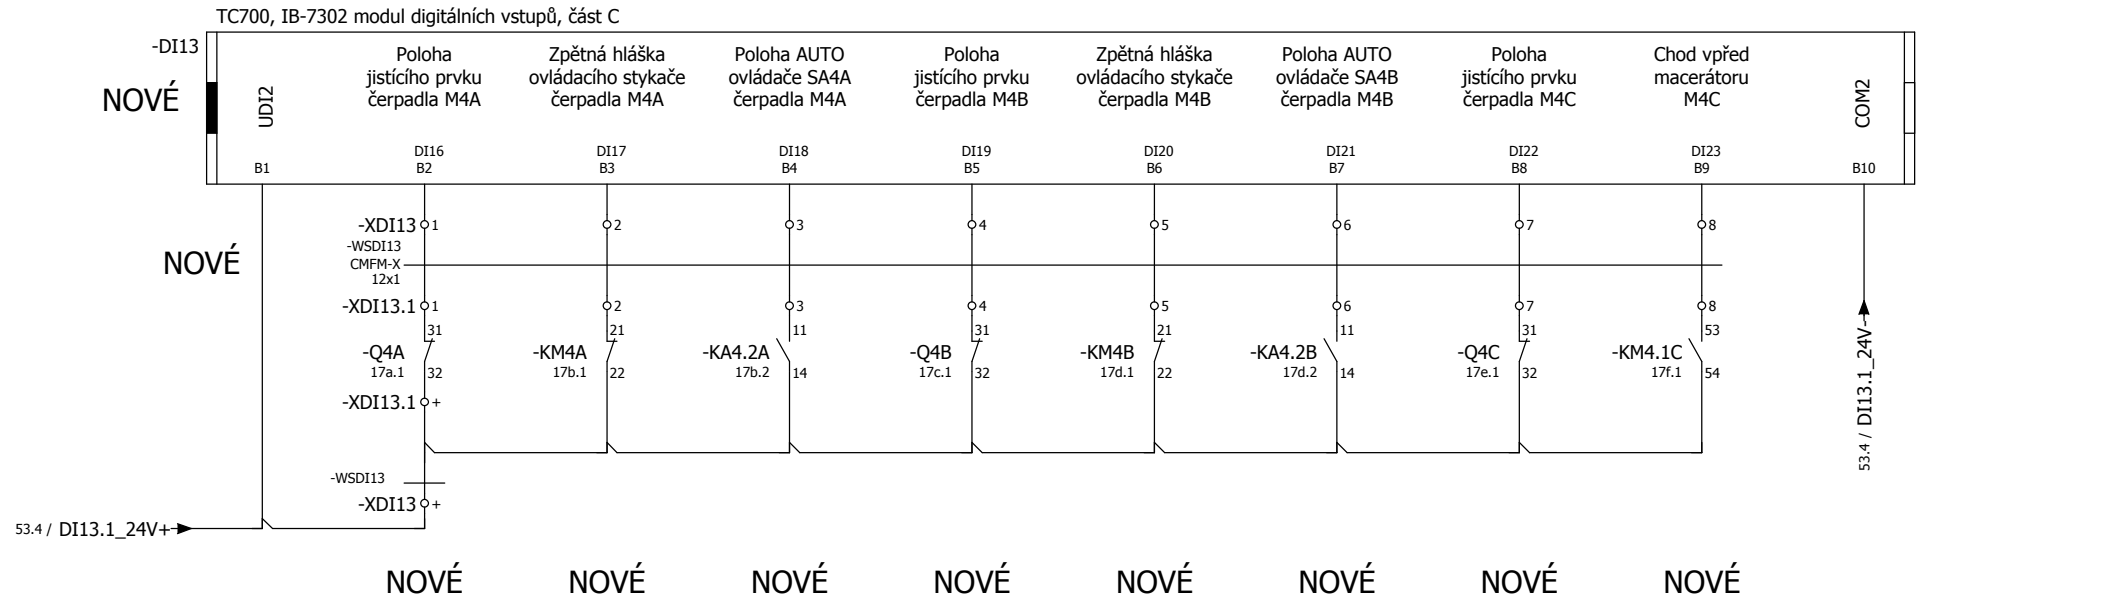 TC700, IB-7302 modul digitálních vstupů, část C
-DI13
NOVÉ
UDI2
Poloha
jistícího prvku
čerpadla M4A
Zpětná hláška
ovládacího stykače
čerpadla M4A
Poloha AUTO
ovládače SA4A
čerpadla M4A
Poloha
jistícího prvku
čerpadla M4B
Zpětná hláška
ovládacího stykače
čerpadla M4B
Poloha AUTO
ovládače SA4B
čerpadla M4B
Poloha
jistícího prvku
čerpadla M4C
Chod vpřed
macerátoru
M4C
COM2
DI16 DI17 DI18 DI19 DI20 DI21 DI22 DI23
B1 B2 B3 B4 B5 B6 B7 B8 B9 B10
-XDI13 1 2 3 4 5 6 7 8
NOVÉ
-WSDI13
CMFM-X
12x1
-XDI13.1 1 2 3 4 5 6 7 8
31 21 11 31 21 11 31 53
-Q4A -KM4A -KA4.2A -Q4B -KM4B -KA4.2B -Q4C -KM4.1C
17a.1 32 17b.1 22 17b.2 14 17c.1 32 17d.1 22 17d.2 14 17e.1 32 17f.1 54
-XDI13.1 +
53.4 / DI13.1_24V-
-WSDI13
-XDI13 +
53.4 / DI13.1_24V+
NOVÉ NOVÉ NOVÉ NOVÉ NOVÉ NOVÉ NOVÉ NOVÉ